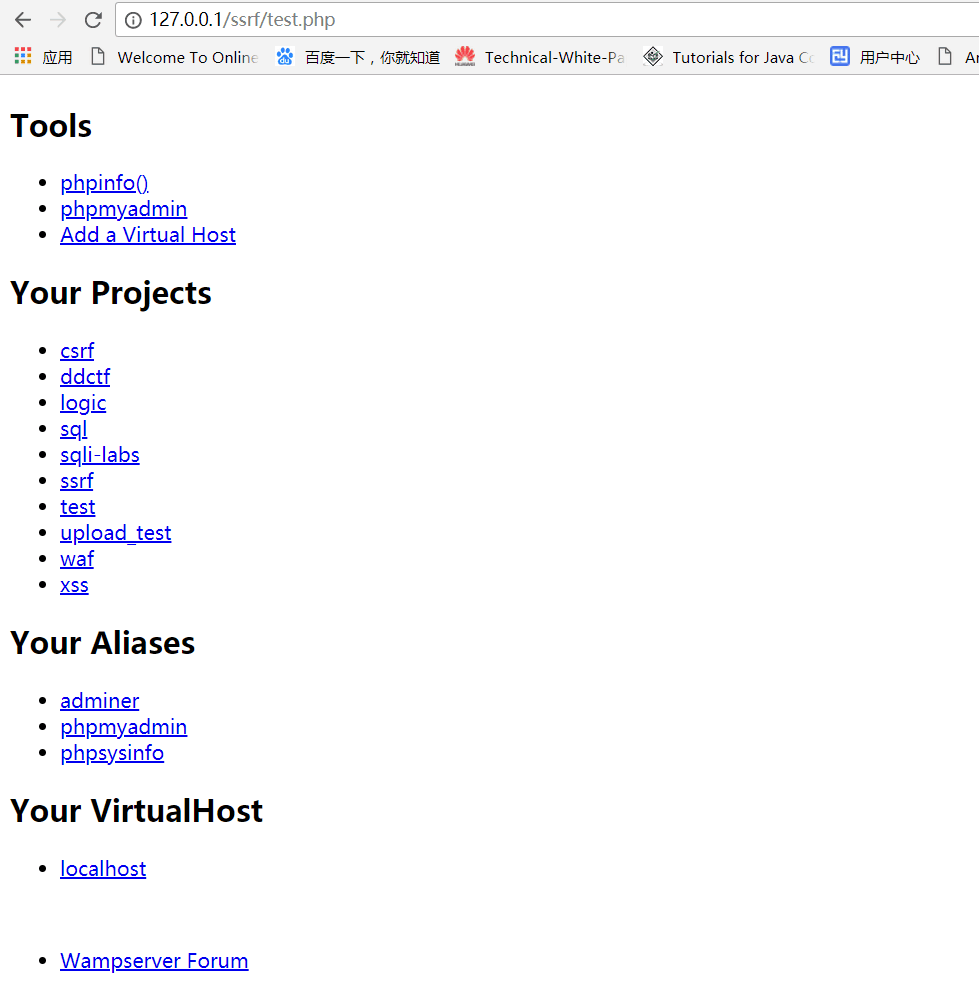 127.0.0.1/ssrf/test.php
应用 Welcome To Online 百度一下，你就知道 Technical-White-Pa Tutorials for Java Co 用户中心 An
Tools
phpinfo()
phpmyadmin
Add a Virtual Host
Your Projects
csrf
ddctf
logic
sql
sqli-labs
ssrf
test
upload_test
waf
xss
Your Aliases
adminer
phpmyadmin
phpsysinfo
Your VirtualHost
localhost
Wampserver Forum